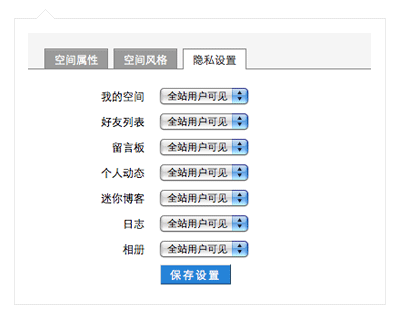 空间属性 空间风格 隐私设置
我的空间 全站用户可见
好友列表 全站用户可见
留言板 全站用户可见
个人动态 全站用户可见
迷你博客 全站用户可见
日志 全站用户可见
相册 全站用户可见
保存设置